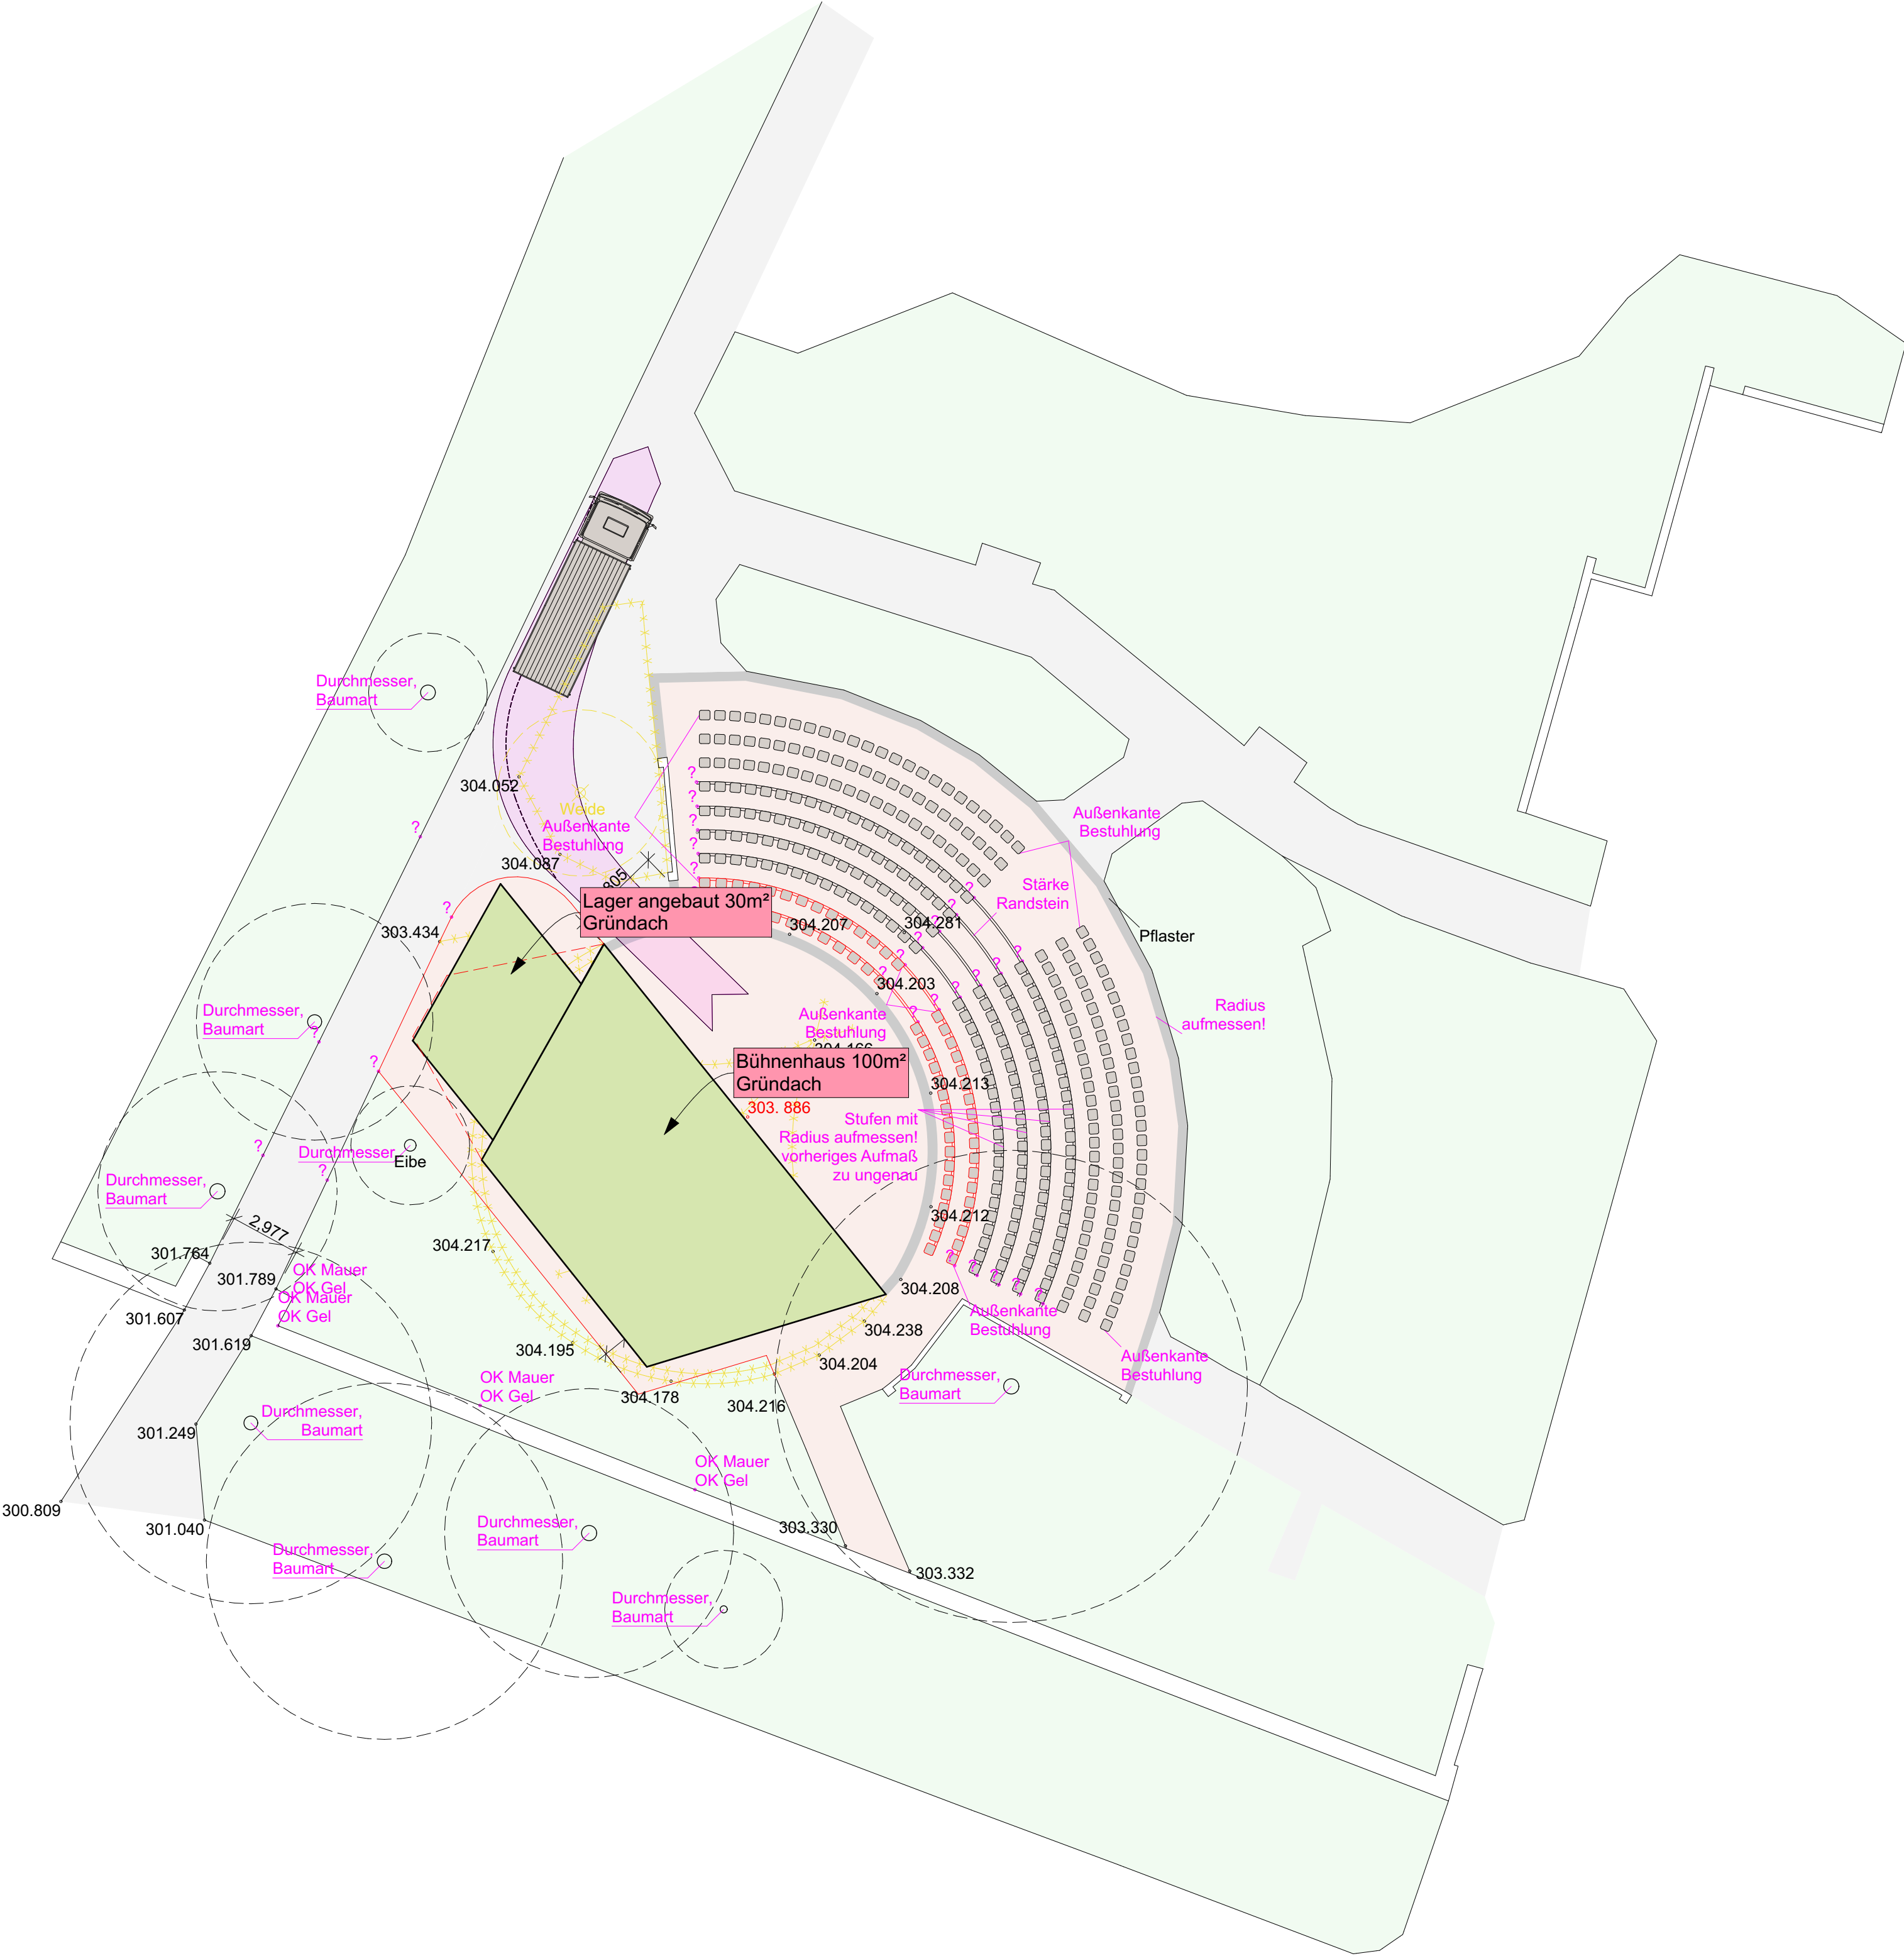 Durchmesser,
Baumart
304.052
Weide
Außenkante
Bestuhlung
304.087
805
?
?
?
?
?
?
?
Außenkante
Bestuhlung
Stärke
Randstein
Pflaster
Lager angebaut 30m²
Gründach
304.207
304.281
303.434
?
?
?
?
?
?
?
?
?
?
?
?
?
304.203
Durchmesser,
Baumart
?
Außenkante
Bestuhlung
Radius
aufmessen!
304.166
Bühnenhaus 100m²
Gründach
?
303. 886
304.213
Stufen mit
Radius aufmessen!
vorheriges Aufmaß
zu ungenau
?
Durchmesser,
Eibe
?
Durchmesser,
Baumart
2,977
304.212
304.217
301.764
301.789
OK Mauer
OK Gel
OK Mauer
OK Gel
?
?
?
?
?
304.208
301.607
301.619
Außenkante
Bestuhlung
304.238
304.195
304.204
Außenkante
Bestuhlung
Durchmesser,
Baumart
OK Mauer
OK Gel
304.178
304.216
Durchmesser,
Baumart
301.249
OK Mauer
OK Gel
300.809
301.040
Durchmesser,
Baumart
303.330
Durchmesser,
Baumart
303.332
Durchmesser,
Baumart